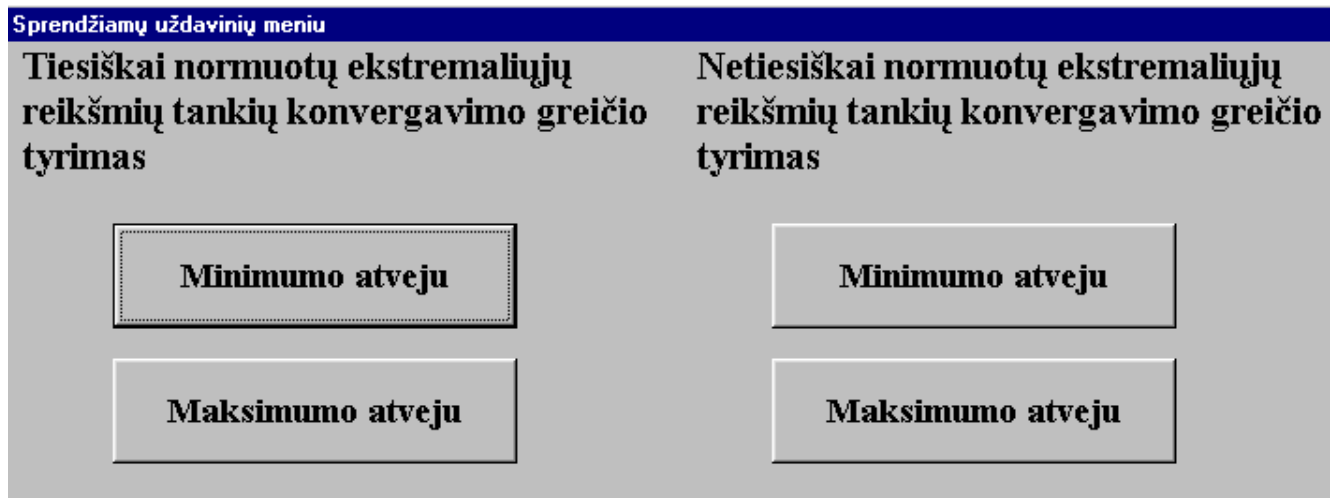 Sprendžiamų uždavinių meniu
Tiesiškai normuotų ekstremaliųjų
reikšmių tankių konvergavimo greičio
tyrimas
Minimumo atveju
Maksimumo atveju
Netiesiškai normuotų ekstremaliųjų
reikšmių tankių konvergavimo greičio
tyrimas
Minimumo atveju
Maksimumo atveju